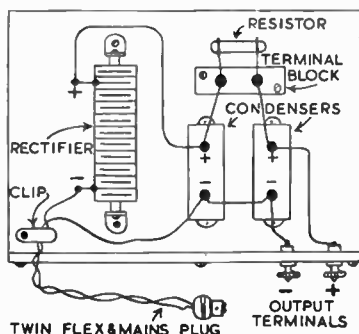 RESISTOR
TERMINAL
BLOCK
CONDENSERS
+
RECTIFIER
+
+
CLIP
−
−
−
−
+
OUTPUT
TERMINALS
TWIN FLEX & MAINS PLUG